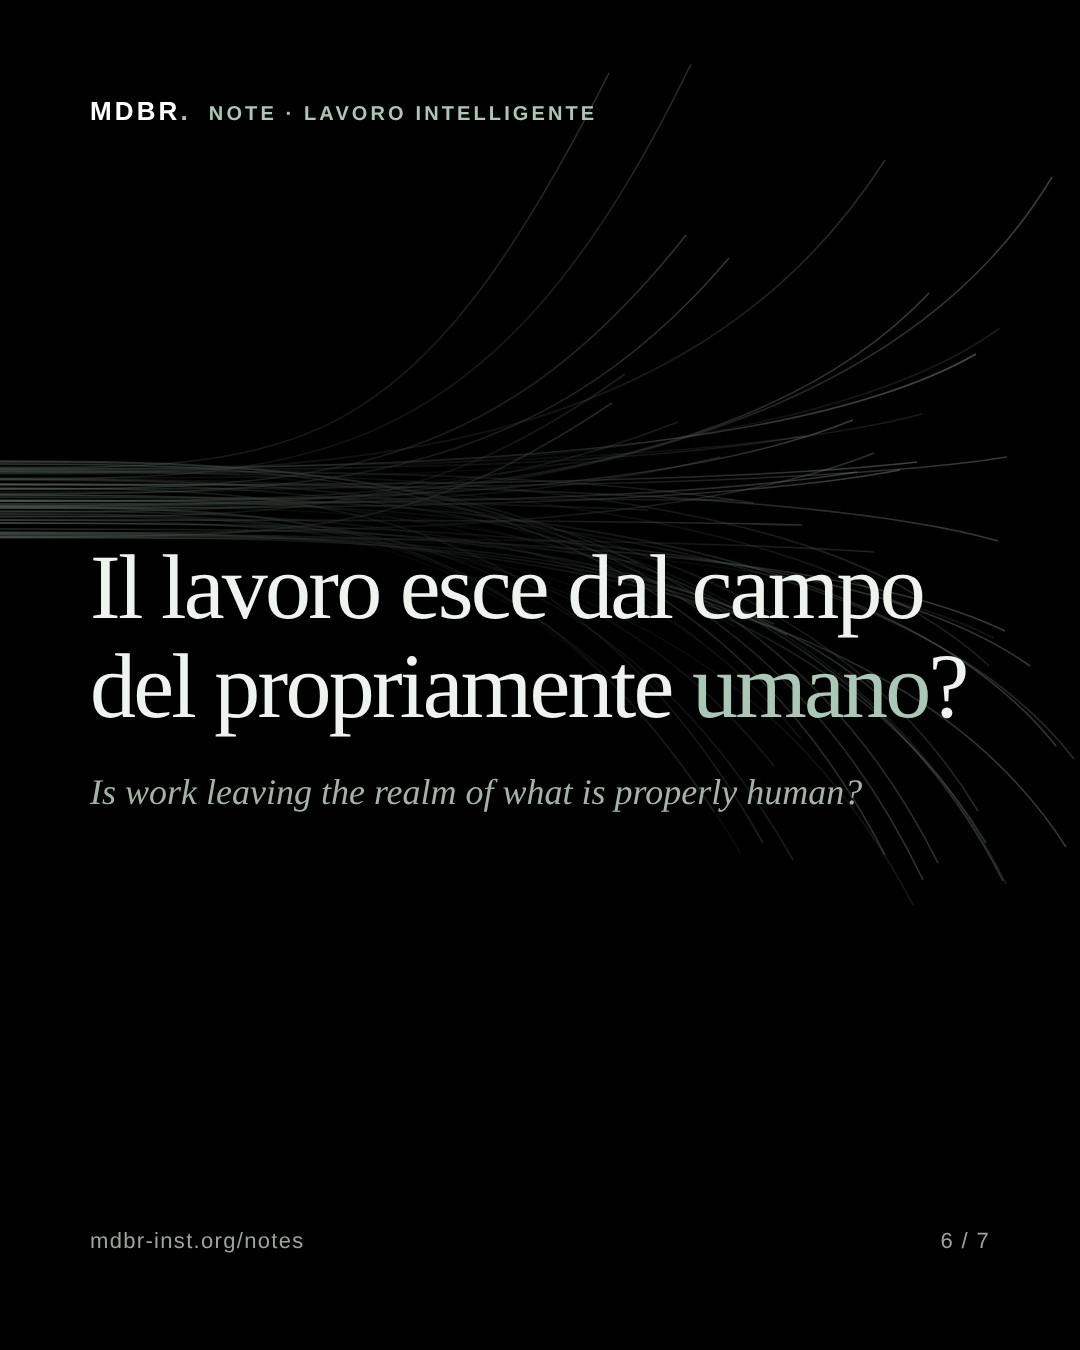 MDBR. NOTE · LAVORO INTELLIGENTE
Il lavoro esce dal campo
del propriamente umano?
Is work leaving the realm of what is properly human?
mdbr-inst.org/notes
6 / 7